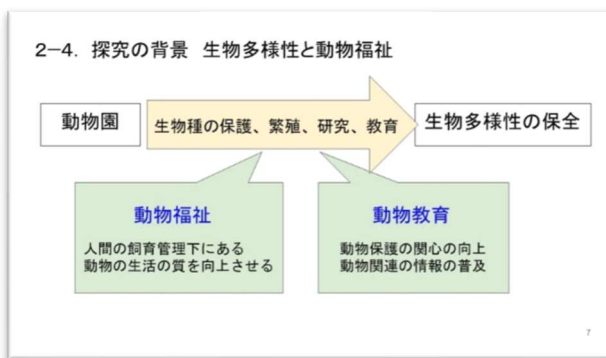 2−4. 探究の背景 生物多様性と動物福祉
動物園
生物種の保護、繁殖、研究、教育
生物多様性の保全
動物福祉
人間の飼育管理下にある
動物の生活の質を向上させる
動物教育
動物保護の関心の向上
動物関連の情報の普及
7